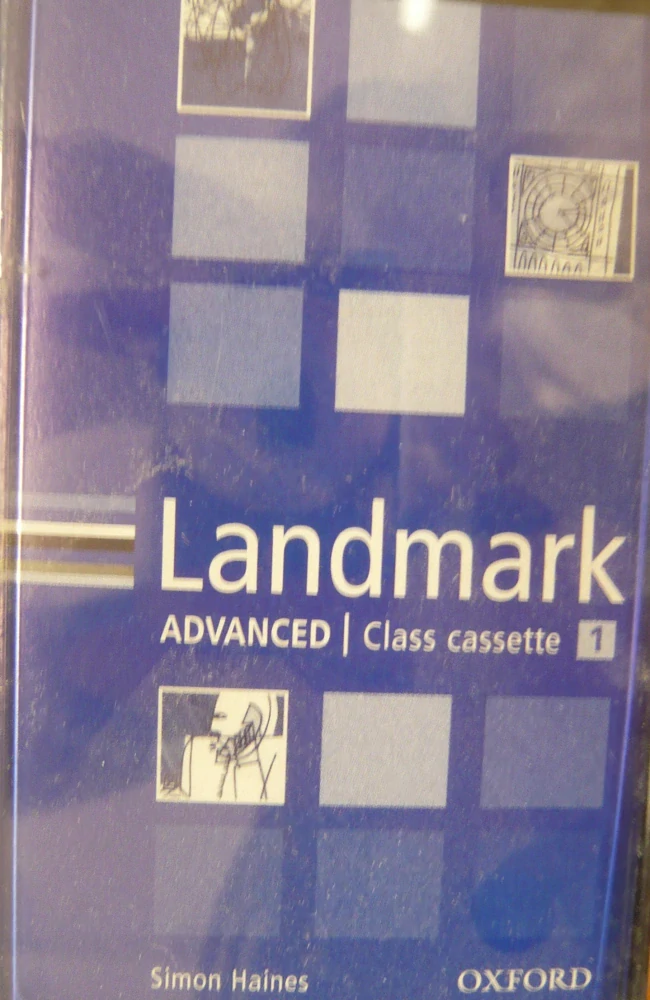 Landmark
ADVANCED | Class cassette 1
Simon Haines OXFORD